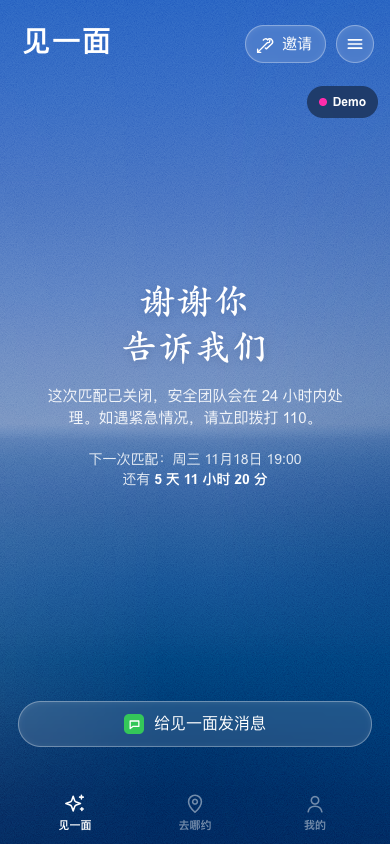 见一面
邀请
Demo
谢谢你
告诉我们
这次匹配已关闭，安全团队会在 24 小时内处
理。如遇紧急情况，请立即拨打 110。
下一次匹配：周三 11月18日 19:00
还有 5 天 11 小时 20 分
给见一面发消息
见一面
去哪约
我的